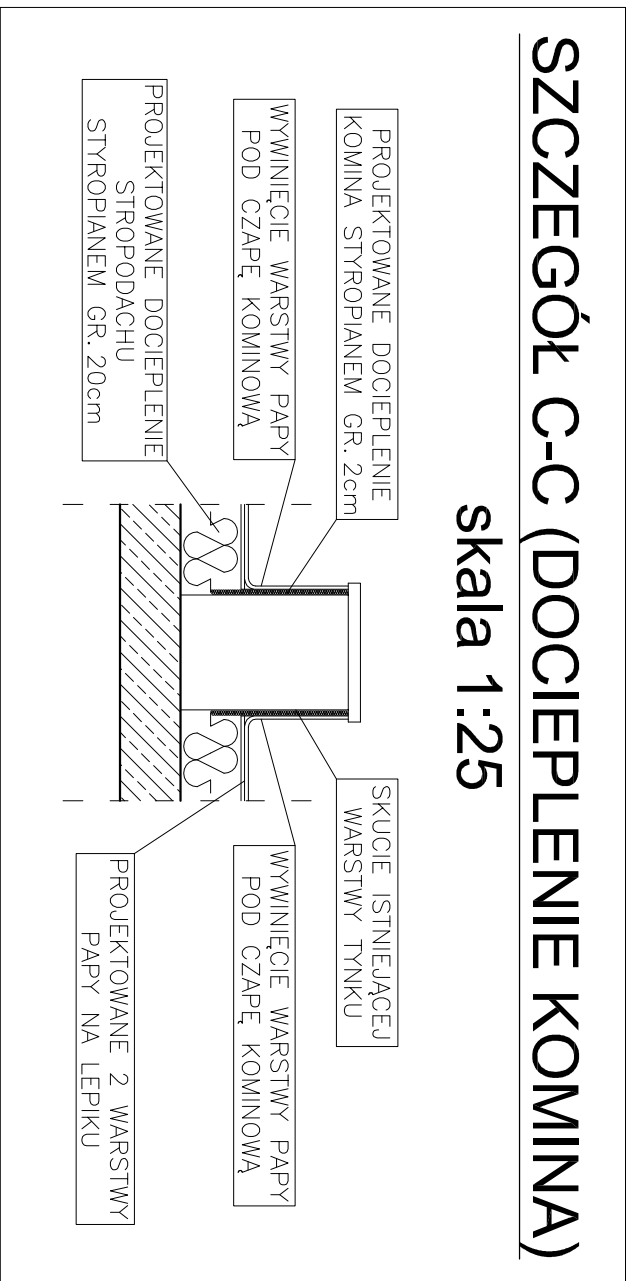 SZCZEGÓŁ C-C (DOCIEPLENIE KOMINA)
skala 1:25
PROJEKTOWANE DOCIEPLENIE
KOMINA STYROPIANEM GR. 2cm
WYWINIĘCIE WARSTWY PAPY
POD CZAPĘ KOMINOWĄ
PROJEKTOWANE DOCIEPLENIE
STROPODACHU
STYROPIANEM GR. 20cm
SKUCIE ISTNIEJĄCEJ
WARSTWY TYNKU
WYWINIĘCIE WARSTWY PAPY
POD CZAPĘ KOMINOWĄ
PROJEKTOWANE 2 WARSTWY
PAPY NA LEPIKU